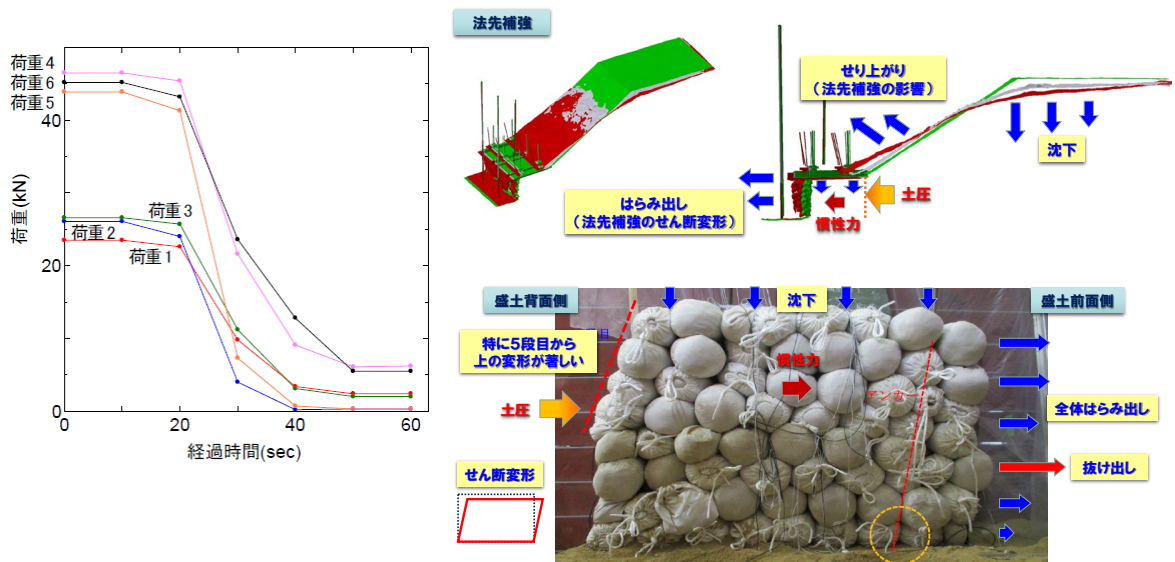 荷重4
荷重6
荷重5
荷重3
荷重2
荷重1
荷重(kN)
40
20
0
0
20
40
60
経過時間(sec)
法先補強
せり上がり
(法先補強の影響)
沈下
はらみ出し
(法先補強のせん断変形)
慣性力
土圧
盛土背面側
沈下
盛土前面側
特に5段目から
上の変形が著しい
目
慣性力
アンカー
土圧
全体はらみ出し
抜け出し
せん断変形